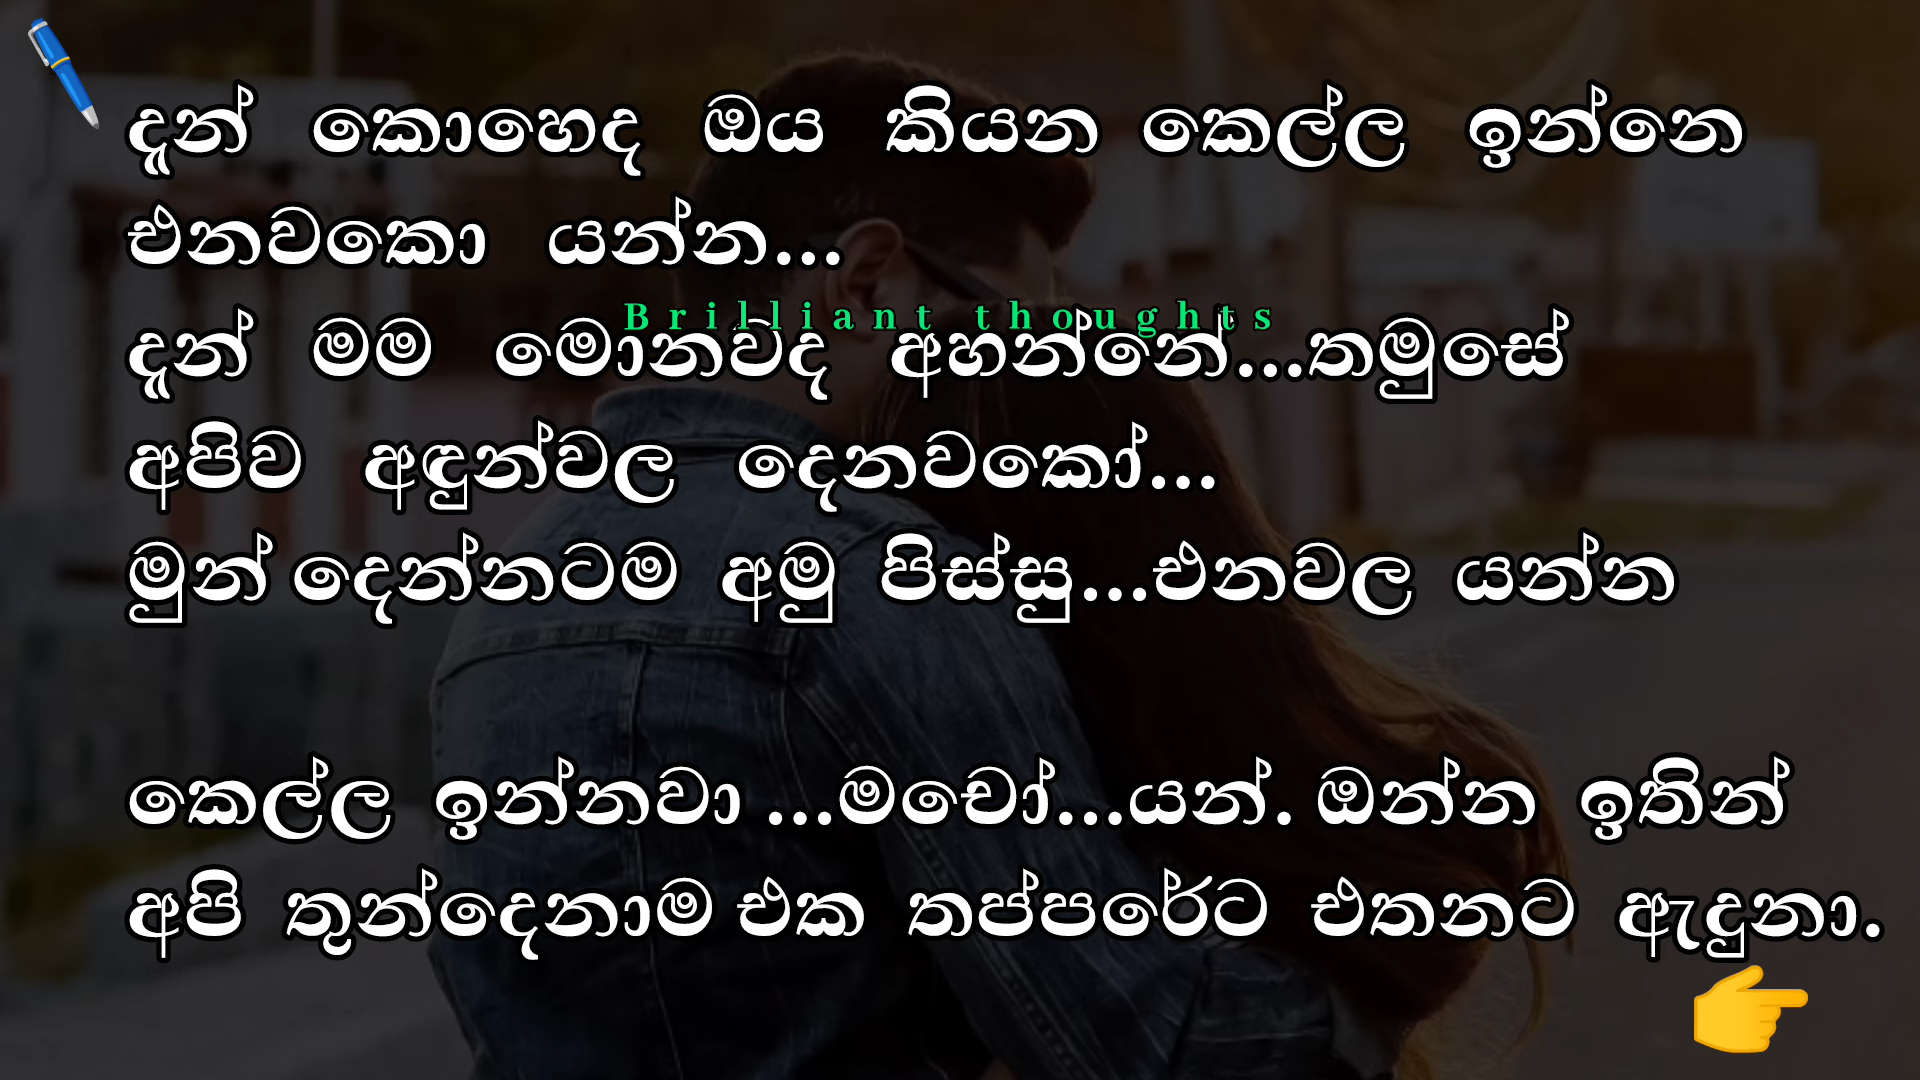 දූන් කොහෙද ඔය කියන කෙල්ල ඉන්නෙ
එනවකො යන්න...
Brilliant thoughts
දූන් මම මොනවද අහන්නේ...තමුසේ
අපිව අඳුන්වල දෙනවකෝ...
මුන් දෙන්නටම අමු පිස්සු...එනවල යන්න
කෙල්ල ඉන්නවා ...මචෝ...යන්. ඔන්න ඉතින්
අපි තුන්දෙනාම එක තප්පරේට එතනට ඇදුනා.